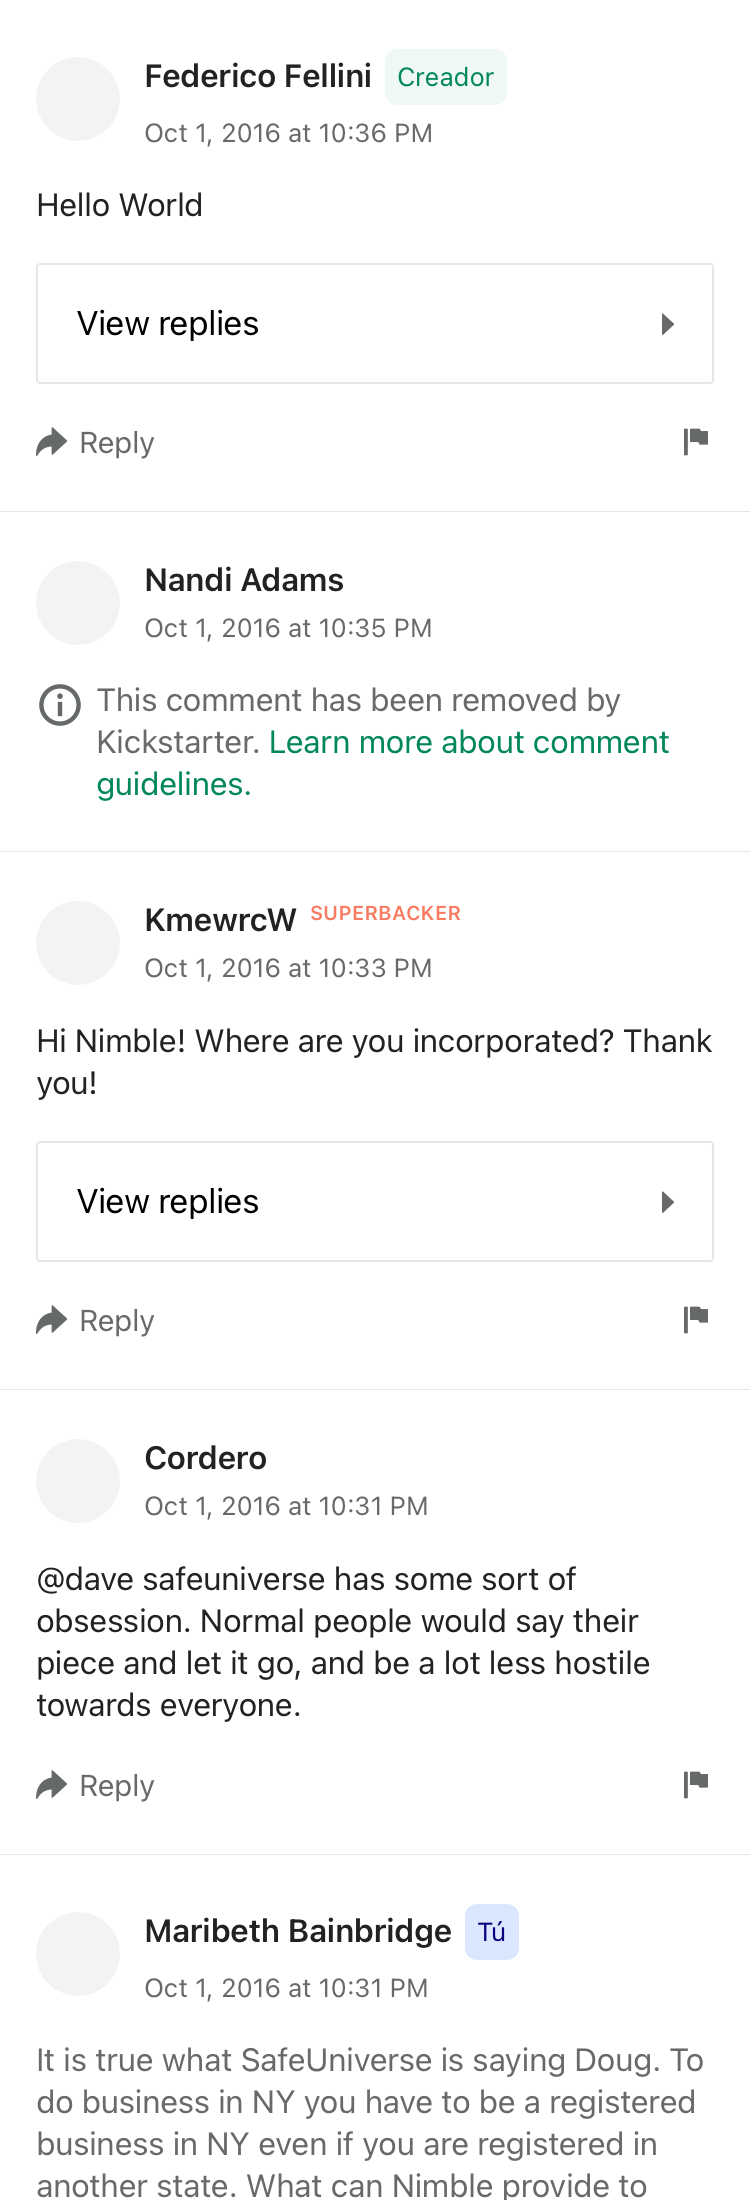 Federico Fellini Creador
Oct 1, 2016 at 10:36 PM
Hello World
View replies
Reply
Nandi Adams
Oct 1, 2016 at 10:35 PM
This comment has been removed by
Kickstarter. Learn more about comment
guidelines.
KmewrcW SUPERBACKER
Oct 1, 2016 at 10:33 PM
Hi Nimble! Where are you incorporated? Thank
you!
View replies
Reply
Cordero
Oct 1, 2016 at 10:31 PM
@dave safeuniverse has some sort of
obsession. Normal people would say their
piece and let it go, and be a lot less hostile
towards everyone.
Reply
Maribeth Bainbridge Tú
Oct 1, 2016 at 10:31 PM
It is true what SafeUniverse is saying Doug. To
do business in NY you have to be a registered
business in NY even if you are registered in
another state. What can Nimble provide to